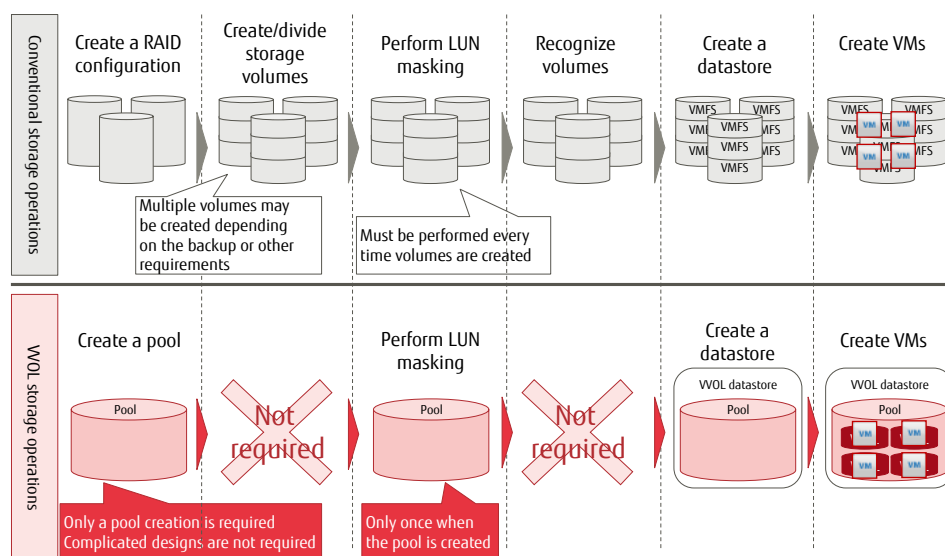 Conventional storage operations
Create a RAID
configuration
Create/divide
storage
volumes
Perform LUN
masking
Recognize
volumes
Create a
datastore
Create VMs
VMFS
VMFS
VMFS
VMFS
VMFS
VMFS
VMFS
VMFS
VMFS
VMFS
VMFS
VMFS
VM
VM
VM
VM
VMFS
VMFS
Multiple volumes may
be created depending
on the backup or other
requirements
Must be performed every
time volumes are created
VVOL storage operations
Create a pool
Perform LUN
masking
Create a
datastore
Create VMs
VVOL datastore
VVOL datastore
Pool
Not
required
Pool
Not
required
Pool
Pool
VM
VM
VM
VM
Only a pool creation is required
Complicated designs are not required
Only once when
the pool is created